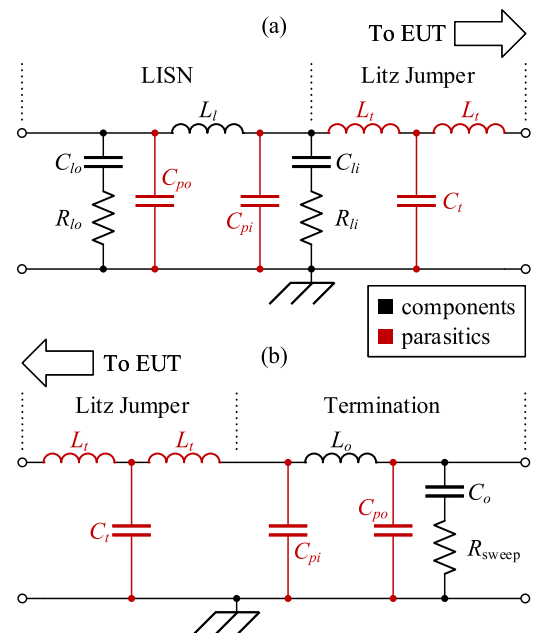 (a)
To EUT
LISN
Litz Jumper
L_l
L_t
L_t
C_lo
C_po
C_pi
C_li
C_t
R_lo
R_li
components
parasitics
(b)
To EUT
Litz Jumper
Termination
L_t
L_t
L_o
C_t
C_pi
C_po
C_o
R_sweep